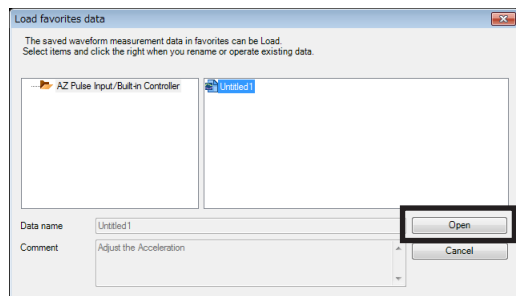 Load favorites data
The saved waveform measurement data in favorites can be Load.
Select items and click the right when you rename or operate existing data.
AZ Pulse Input/Built-in Controller
Untitled1
Data name
Untitled1
Open
Comment
Adjust the Acceleration
Cancel